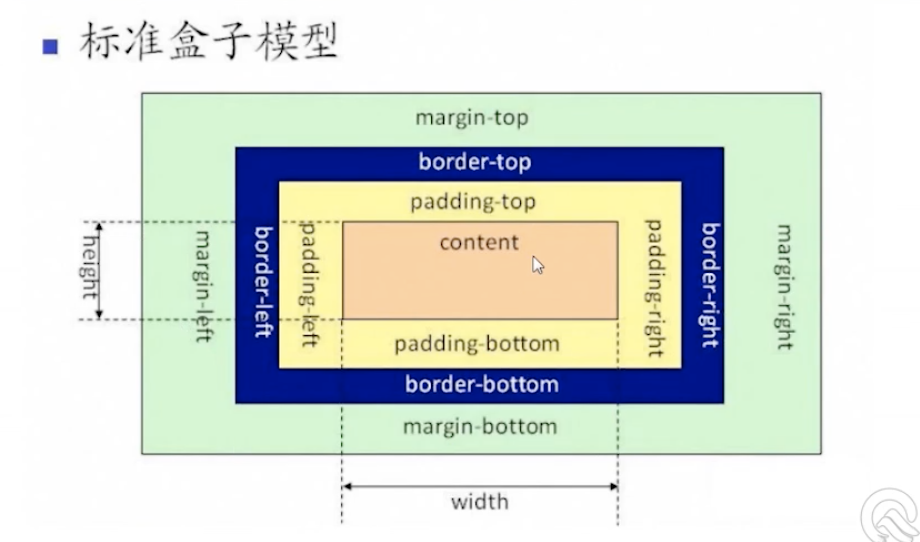 标准盒子模型
margin-top
border-top
padding-top
content
height
margin-left
border-left
padding-left
padding-right
border-right
margin-right
padding-bottom
border-bottom
margin-bottom
width